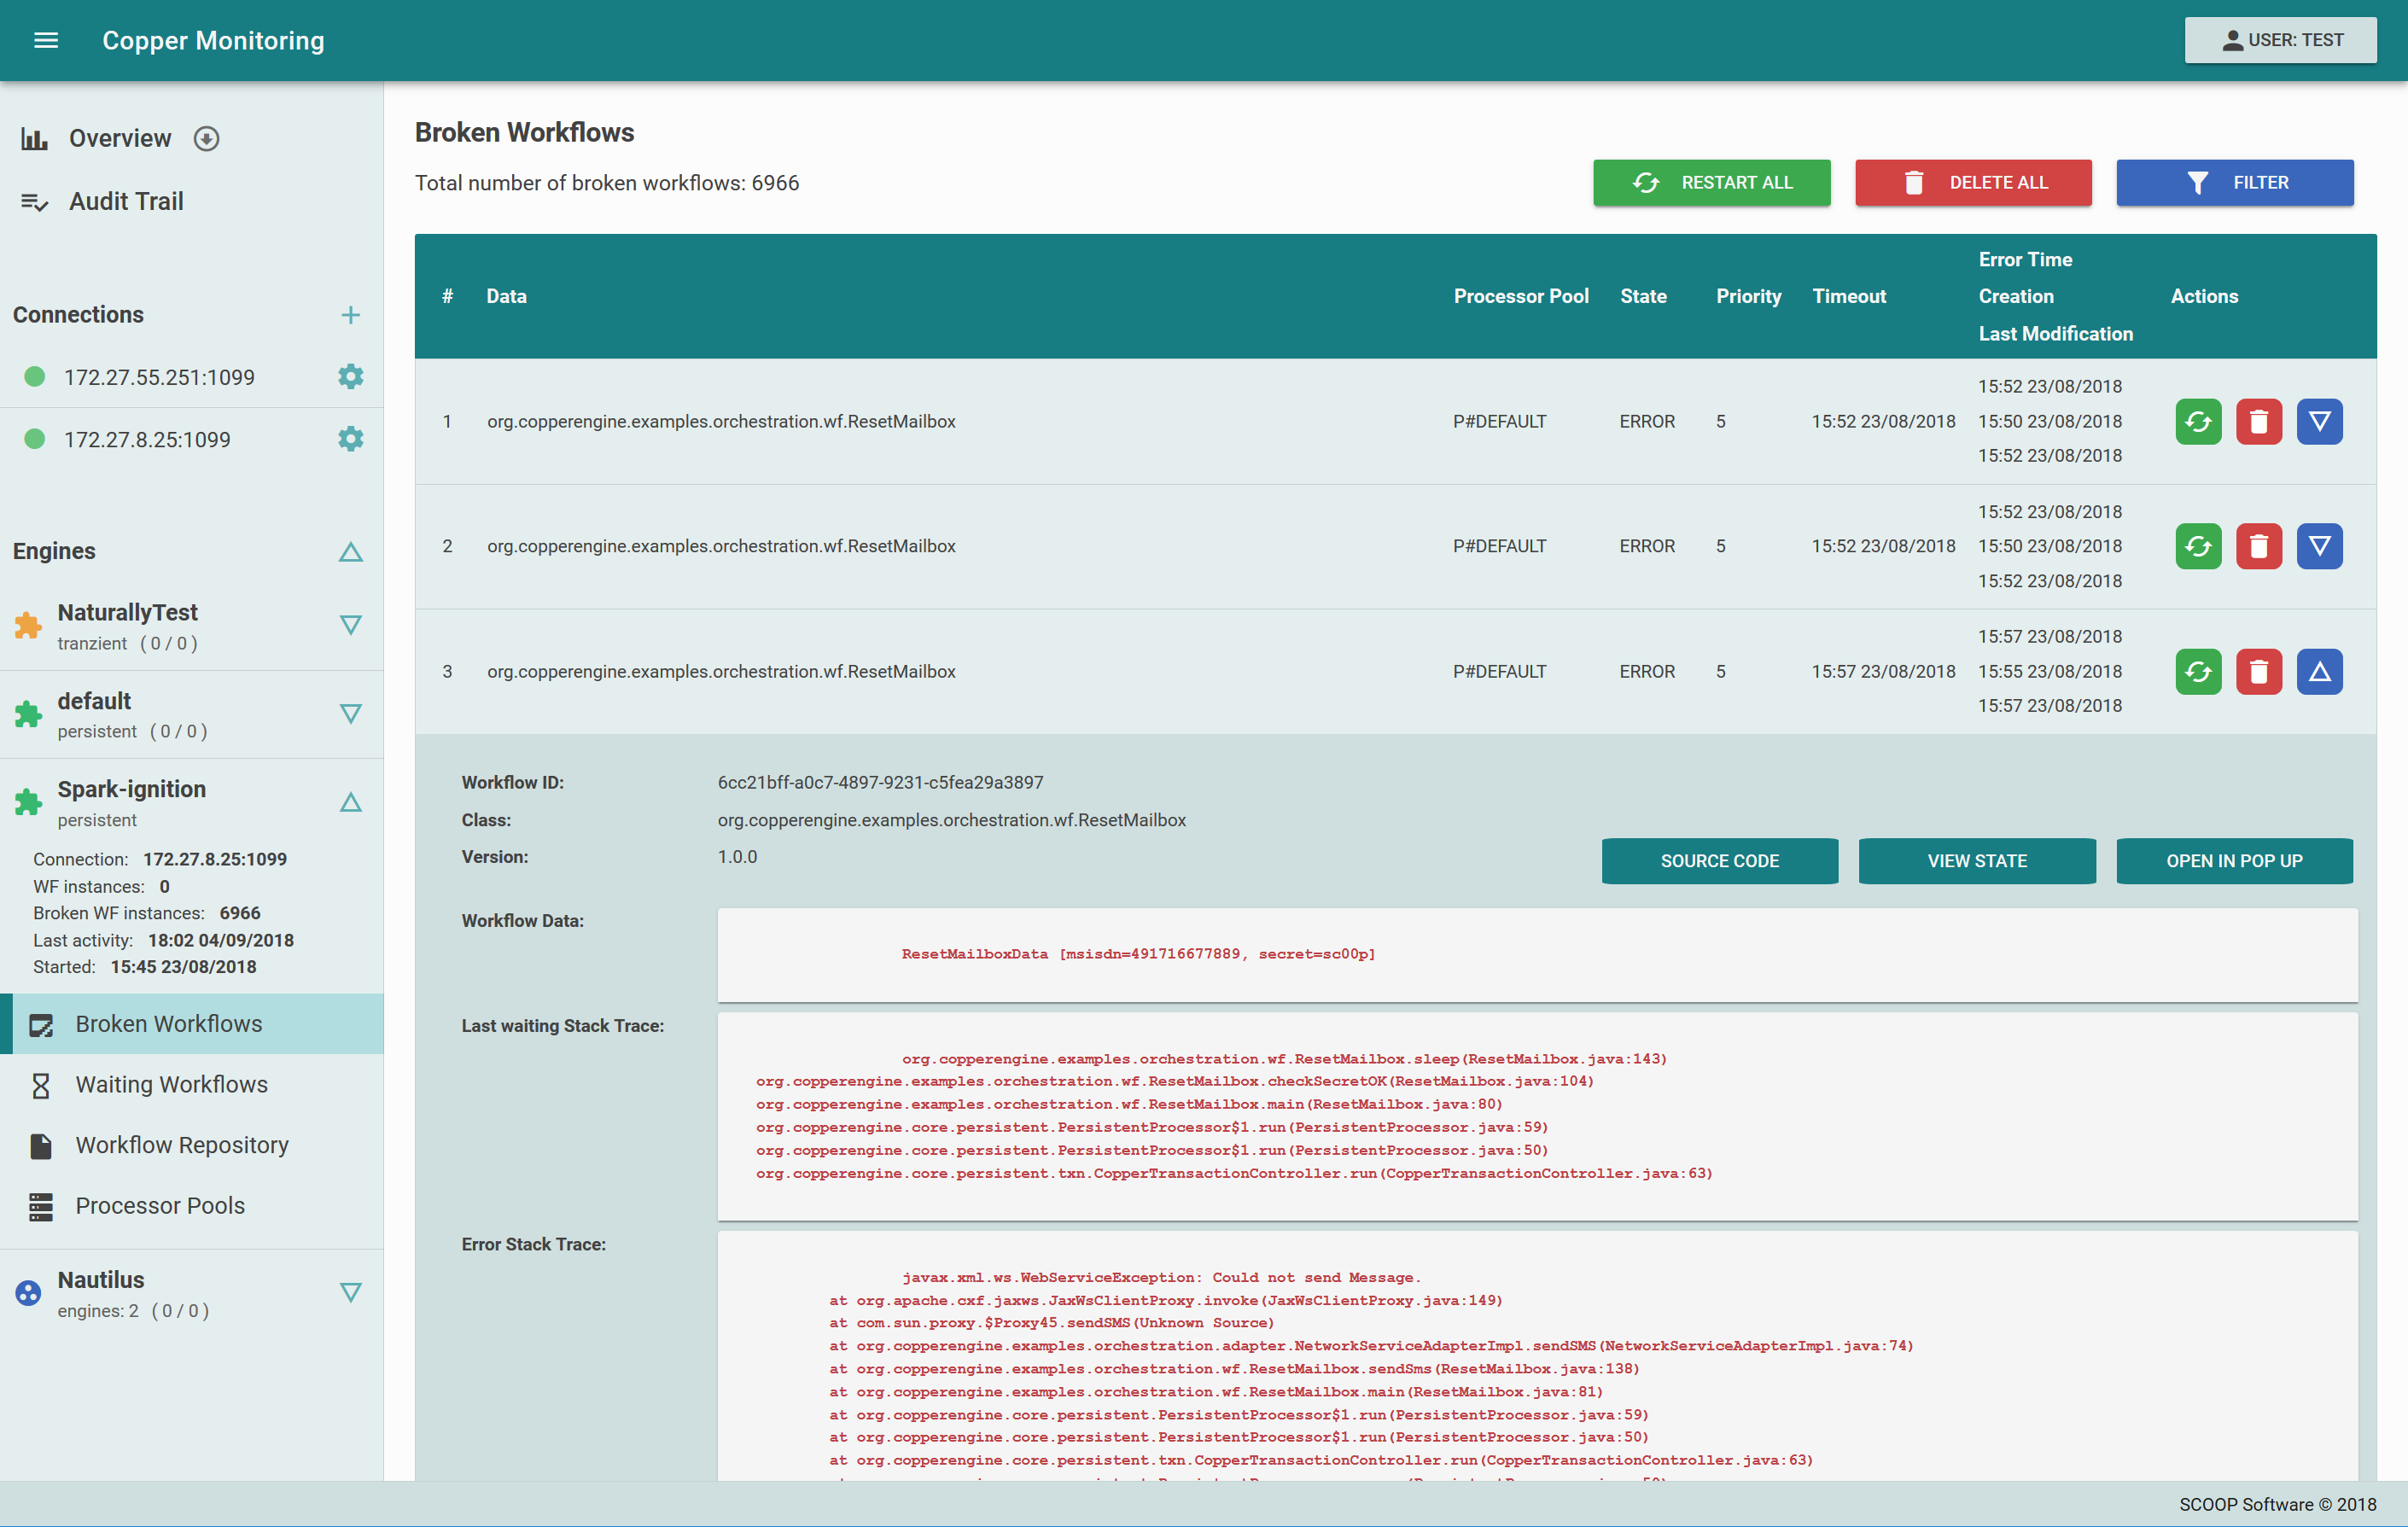 Copper Monitoring
USER: TEST
Overview
Audit Trail
Connections
172.27.55.251:1099
172.27.8.25:1099
Engines
NaturallyTest
tranzient ( 0 / 0 )
default
persistent ( 0 / 0 )
Spark-ignition
persistent
Connection: 172.27.8.25:1099
WF instances: 0
Broken WF instances: 6966
Last activity: 18:02 04/09/2018
Started: 15:45 23/08/2018
Broken Workflows
Waiting Workflows
Workflow Repository
Processor Pools
Nautilus
engines: 2 ( 0 / 0 )
Broken Workflows
Total number of broken workflows: 6966
RESTART ALL
DELETE ALL
FILTER
# Data Processor Pool State Priority Timeout Error Time Creation Last Modification Actions
15:52 23/08/2018
1 org.copperengine.examples.orchestration.wf.ResetMailbox P#DEFAULT ERROR 5 15:52 23/08/2018 15:50 23/08/2018
15:52 23/08/2018
15:52 23/08/2018
2 org.copperengine.examples.orchestration.wf.ResetMailbox P#DEFAULT ERROR 5 15:52 23/08/2018 15:50 23/08/2018
15:52 23/08/2018
15:57 23/08/2018
3 org.copperengine.examples.orchestration.wf.ResetMailbox P#DEFAULT ERROR 5 15:57 23/08/2018 15:55 23/08/2018
15:57 23/08/2018
Workflow ID: 6cc21bff-a0c7-4897-9231-c5fea29a3897
Class: org.copperengine.examples.orchestration.wf.ResetMailbox
Version: 1.0.0
SOURCE CODE
VIEW STATE
OPEN IN POP UP
Workflow Data:
ResetMailboxData [msisdn=491716677889, secret=sc00p]
Last waiting Stack Trace:
org.copperengine.examples.orchestration.wf.ResetMailbox.sleep(ResetMailbox.java:143)
org.copperengine.examples.orchestration.wf.ResetMailbox.checkSecretOK(ResetMailbox.java:104)
org.copperengine.examples.orchestration.wf.ResetMailbox.main(ResetMailbox.java:80)
org.copperengine.core.persistent.PersistentProcessor$1.run(PersistentProcessor.java:59)
org.copperengine.core.persistent.PersistentProcessor$1.run(PersistentProcessor.java:50)
org.copperengine.core.persistent.txn.CopperTransactionController.run(CopperTransactionController.java:63)
Error Stack Trace:
javax.xml.ws.WebServiceException: Could not send Message.
at org.apache.cxf.jaxws.JaxWsClientProxy.invoke(JaxWsClientProxy.java:149)
at com.sun.proxy.$Proxy45.sendSMS(Unknown Source)
at org.copperengine.examples.orchestration.adapter.NetworkServiceAdapterImpl.sendSMS(NetworkServiceAdapterImpl.java:74)
at org.copperengine.examples.orchestration.wf.ResetMailbox.sendSms(ResetMailbox.java:138)
at org.copperengine.examples.orchestration.wf.ResetMailbox.main(ResetMailbox.java:81)
at org.copperengine.core.persistent.PersistentProcessor$1.run(PersistentProcessor.java:59)
at org.copperengine.core.persistent.PersistentProcessor$1.run(PersistentProcessor.java:50)
at org.copperengine.core.persistent.txn.CopperTransactionController.run(CopperTransactionController.java:63)
SCOOP Software © 2018